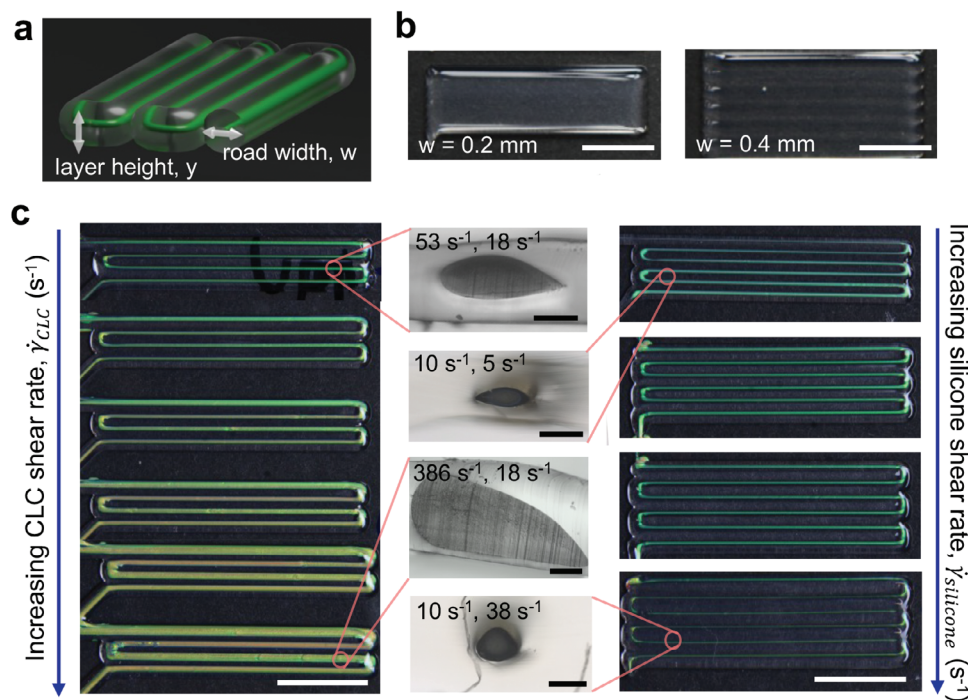 a
layer height, y
road width, w
b
w = 0.2 mm
w = 0.4 mm
c
Increasing CLC shear rate, γ̇CLC (s⁻¹)
53 s⁻¹, 18 s⁻¹
10 s⁻¹, 5 s⁻¹
386 s⁻¹, 18 s⁻¹
10 s⁻¹, 38 s⁻¹
Increasing silicone shear rate, γ̇silicone (s⁻¹)